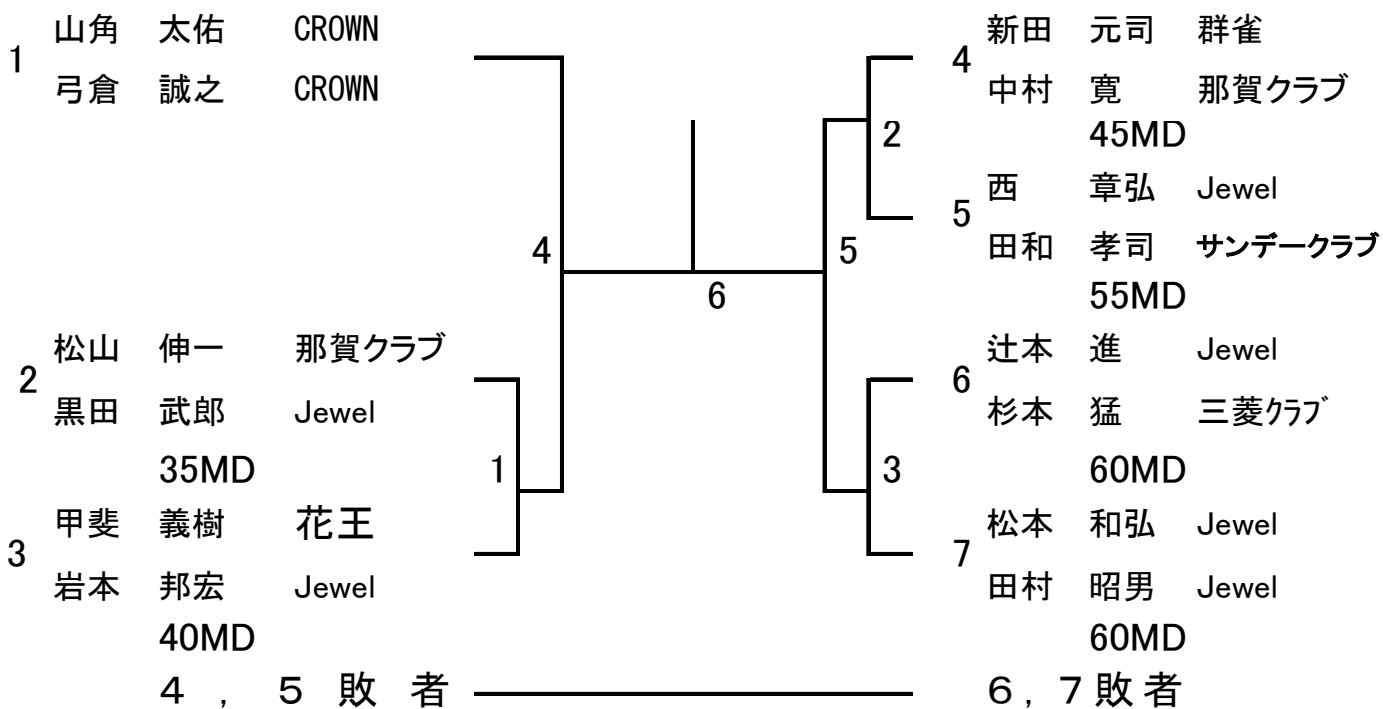 1
山角 太佑 CROWN
弓倉 誠之 CROWN
2
松山 伸一 那賀クラブ
黒田 武郎 Jewel
35MD
3
甲斐 義樹 花王
岩本 邦宏 Jewel
40MD
4 , 5 敗 者
4
1
6
5
2
3
4
新田 元司 群雀
中村 寛 那賀クラブ
45MD
5
西 章弘 Jewel
田和 孝司 サンデークラブ
55MD
6
辻本 進 Jewel
杉本 猛 三菱クラブ
60MD
7
松本 和弘 Jewel
田村 昭男 Jewel
60MD
6, 7 敗 者